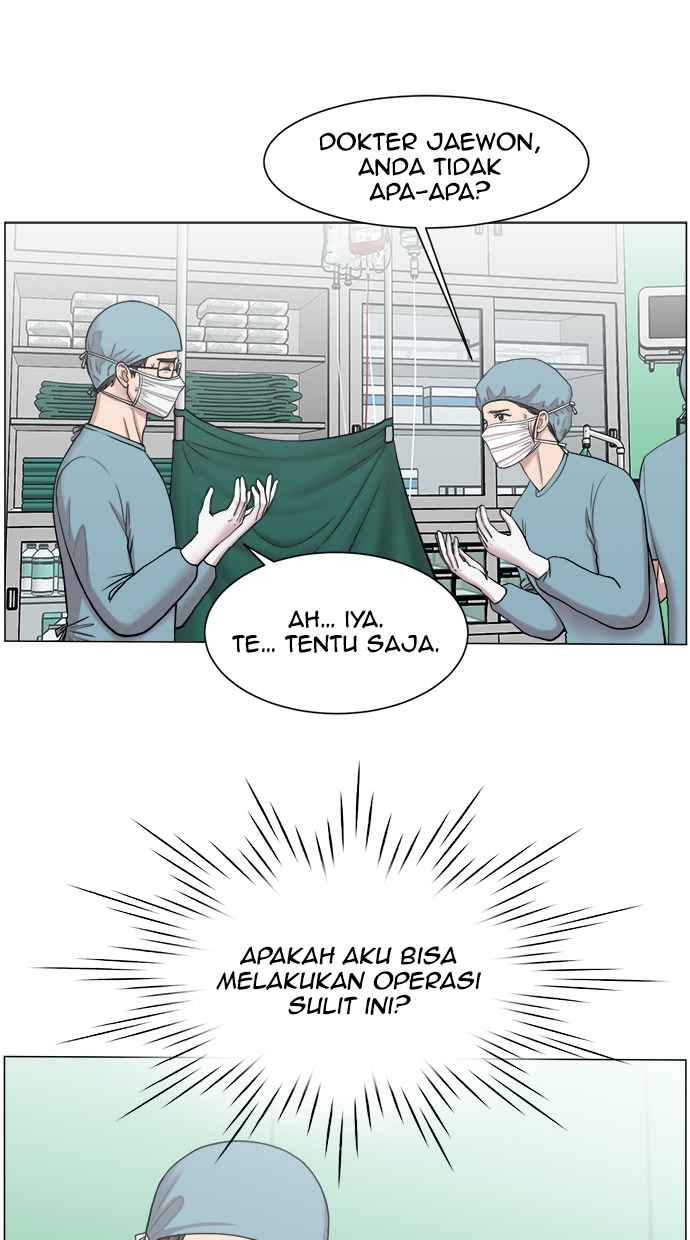 DOKTER JAEWON,
ANDA TIDAK
APA-APA?
AH... IYA.
TE... TENTU SAJA.
APAKAH AKU BISA
MELAKUKAN OPERASI
SULIT INI?